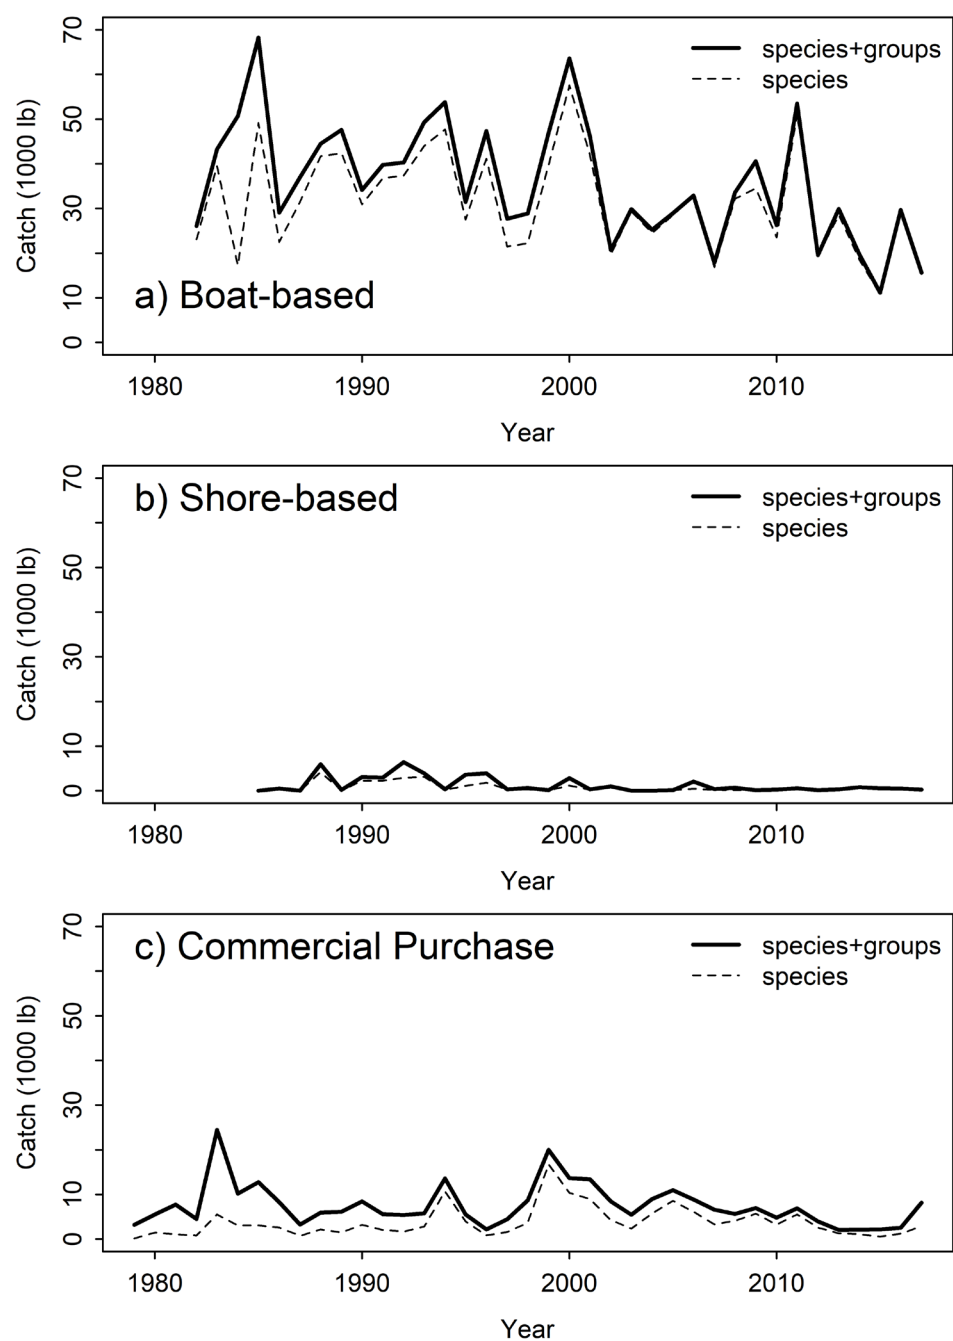 70
50
30
10
0
Catch (1000 lb)
species+groups
species
a) Boat-based
1980
1990
2000
2010
Year
70
50
30
10
0
Catch (1000 lb)
b) Shore-based
species+groups
species
1980
1990
2000
2010
Year
70
50
30
10
0
Catch (1000 lb)
c) Commercial Purchase
species+groups
species
1980
1990
2000
2010
Year